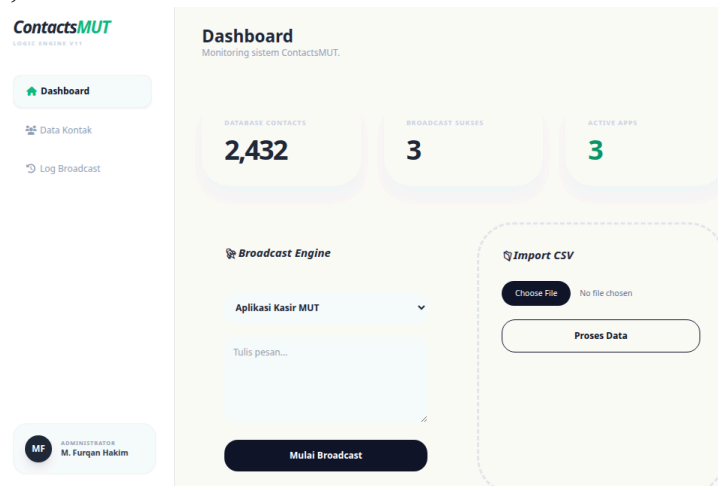 ContactsMUT
LOGIC ENGINE V11
Dashboard
Data Kontak
Log Broadcast
ADMINISTRATOR
MF
M. Furqan Hakim
Dashboard
Monitoring sistem ContactsMUT.
DATABASE CONTACTS
2,432
BROADCAST SUKSES
3
ACTIVE APPS
3
Broadcast Engine
Aplikasi Kasir MUT
Tulis pesan...
Mulai Broadcast
Import CSV
Choose File No file chosen
Proses Data